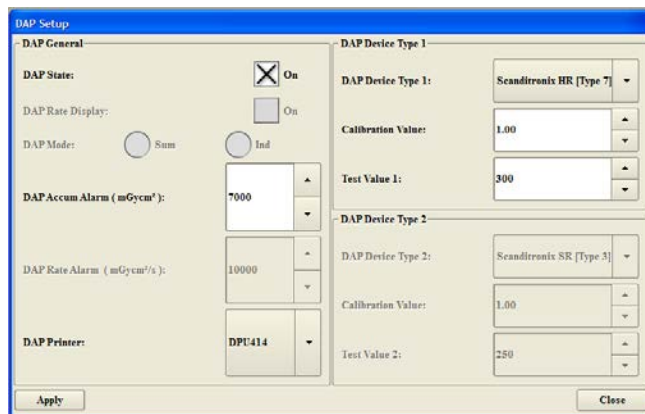 DAP Setup
DAP General
DAP State: On
DAP Rate Display: On
DAP Mode: Sum Ind
DAP Accum Alarm ( mGycm² ): 7000
DAP Rate Alarm ( mGycm²/s ): 10000
DAP Printer: DPU414
DAP Device Type 1
DAP Device Type 1: Scanditronix HR [Type 7]
Calibration Value: 1.00
Test Value 1: 300
DAP Device Type 2
DAP Device Type 2: Scanditronix SR [Type 3]
Calibration Value: 1.00
Test Value 2: 250
Apply
Close